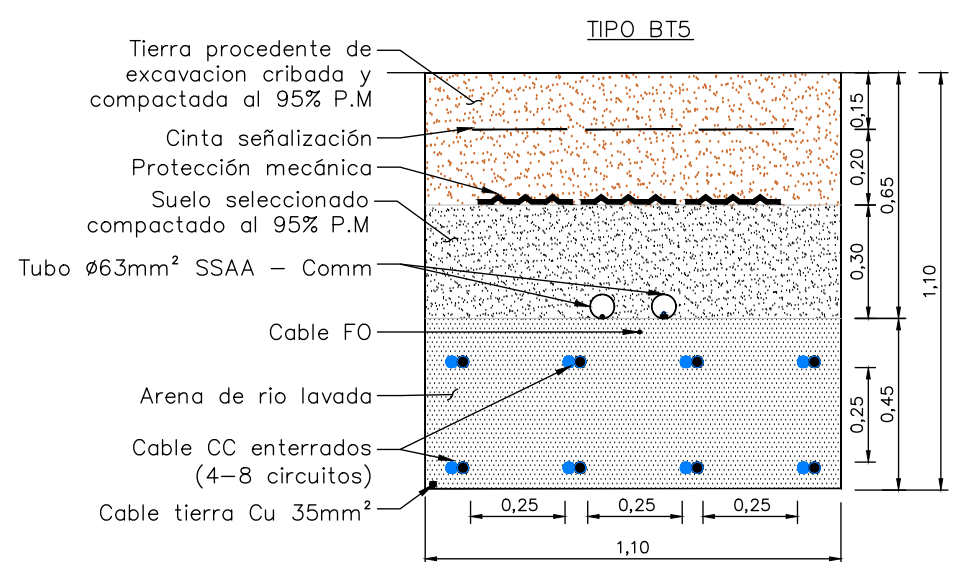 TIPO BT5
Tierra procedente de
excavacion cribada y
compactada al 95% P.M
Cinta señalización
Protección mecánica
Suelo seleccionado
compactado al 95% P.M
Tubo Ø63mm² SSAA - Comm
Cable FO
Arena de rio lavada
Cable CC enterrados
(4-8 circuitos)
Cable tierra Cu 35mm²
0,15
0,20
0,65
0,30
1,10
0,25
0,45
0,25
0,25
0,25
1,10